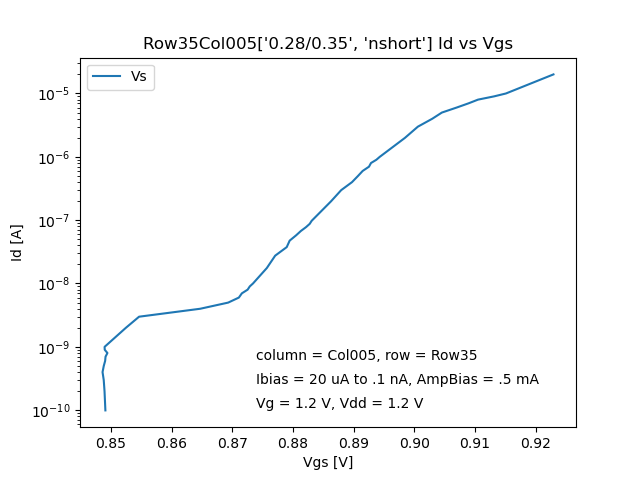 Row35Col005['0.28/0.35', 'nshort'] Id vs Vgs
Vs
10⁻⁵
10⁻⁶
10⁻⁷
10⁻⁸
10⁻⁹
10⁻¹⁰
Id [A]
column = Col005, row = Row35
Ibias = 20 uA to .1 nA, AmpBias = .5 mA
Vg = 1.2 V, Vdd = 1.2 V
0.85 0.86 0.87 0.88 0.89 0.90 0.91 0.92
Vgs [V]